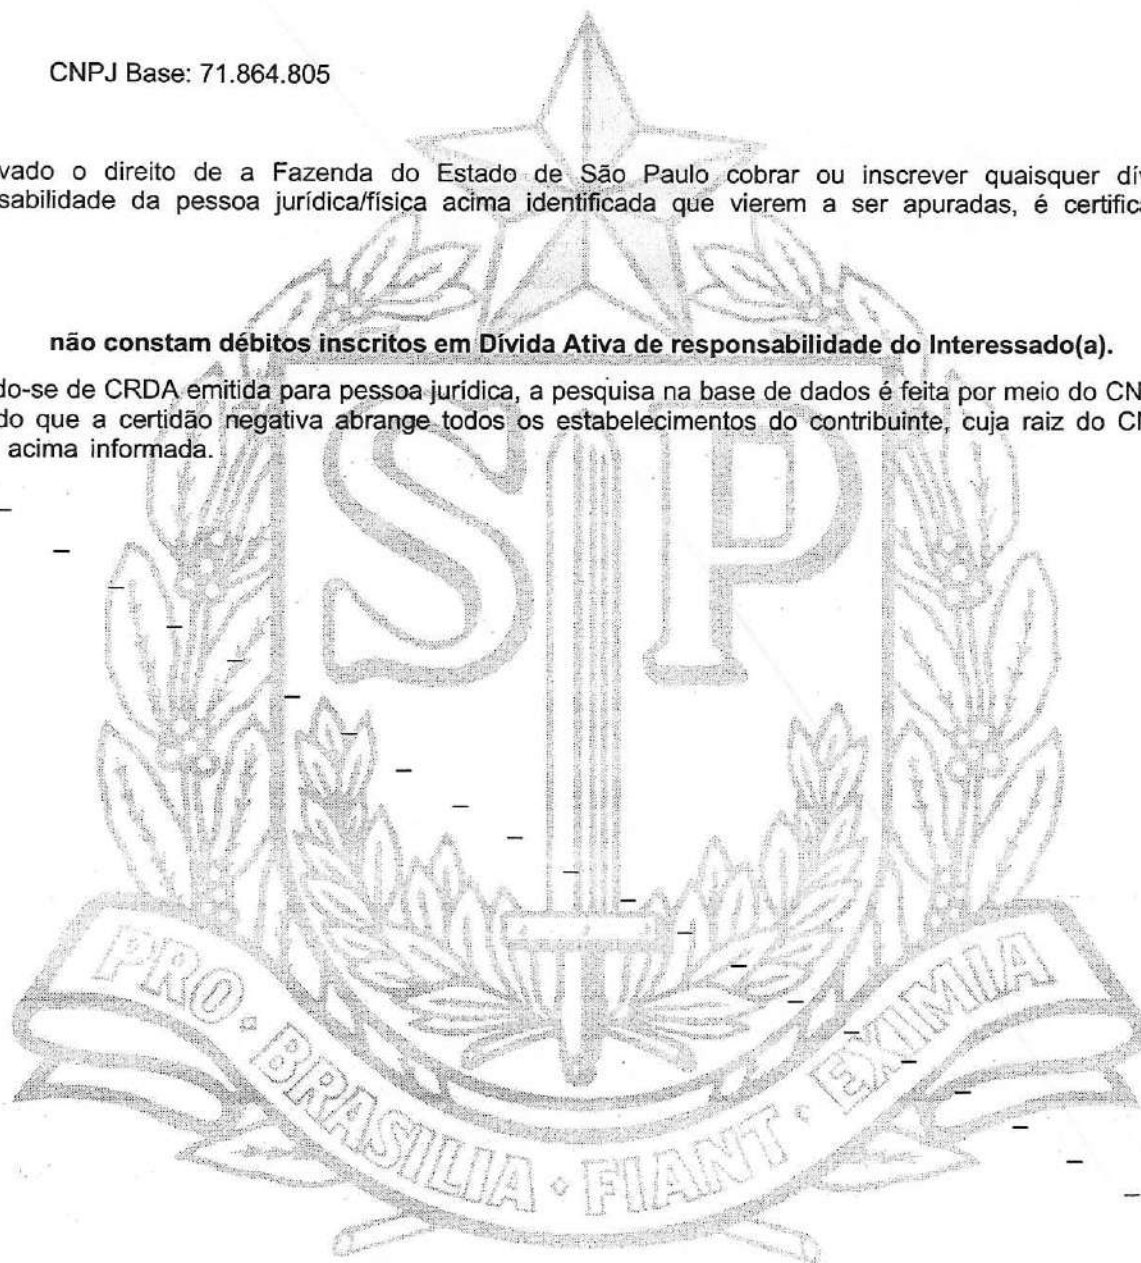 CNPJ Base: 71.864.805
vado o direito de a Fazenda do Estado de São Paulo cobrar ou inscrever quaisquer dív
sabilidade da pessoa jurídica/física acima identificada que vierem a ser apuradas, é certifica
não constam débitos inscritos em Dívida Ativa de responsabilidade do Interessado(a).
do-se de CRDA emitida para pessoa jurídica, a pesquisa na base de dados é feita por meio do CN
do que a certidão negativa abrange todos os estabelecimentos do contribuinte, cuja raiz do
acima informada.
SP
PRO · BRASILIA · FIANT · EXIMIA